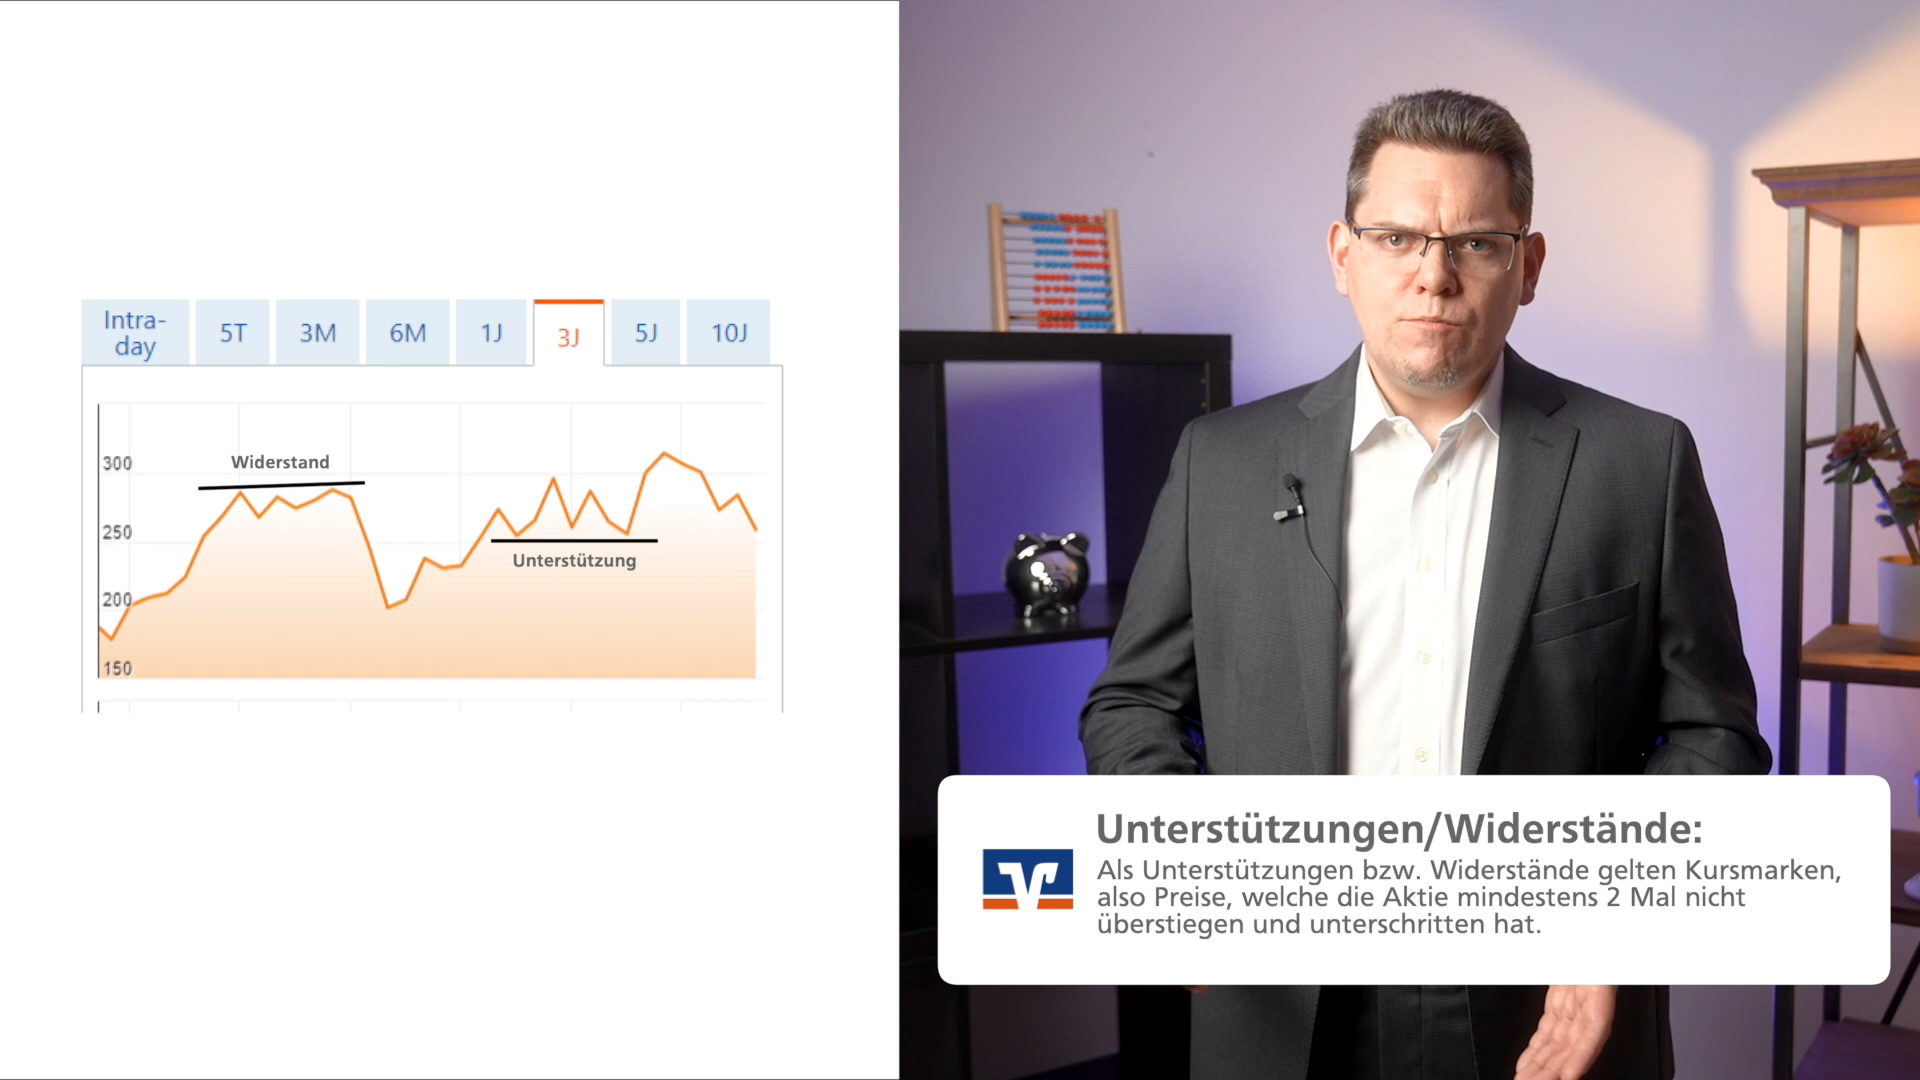 Intra-
day
5T
3M
6M
1J
3J
5J
10J
300
250
200
150
Widerstand
Unterstützung
Unterstützungen/Widerstände:
Als Unterstützungen bzw. Widerstände gelten Kursmarken,
also Preise, welche die Aktie mindestens 2 Mal nicht
überstiegen und unterschritten hat.